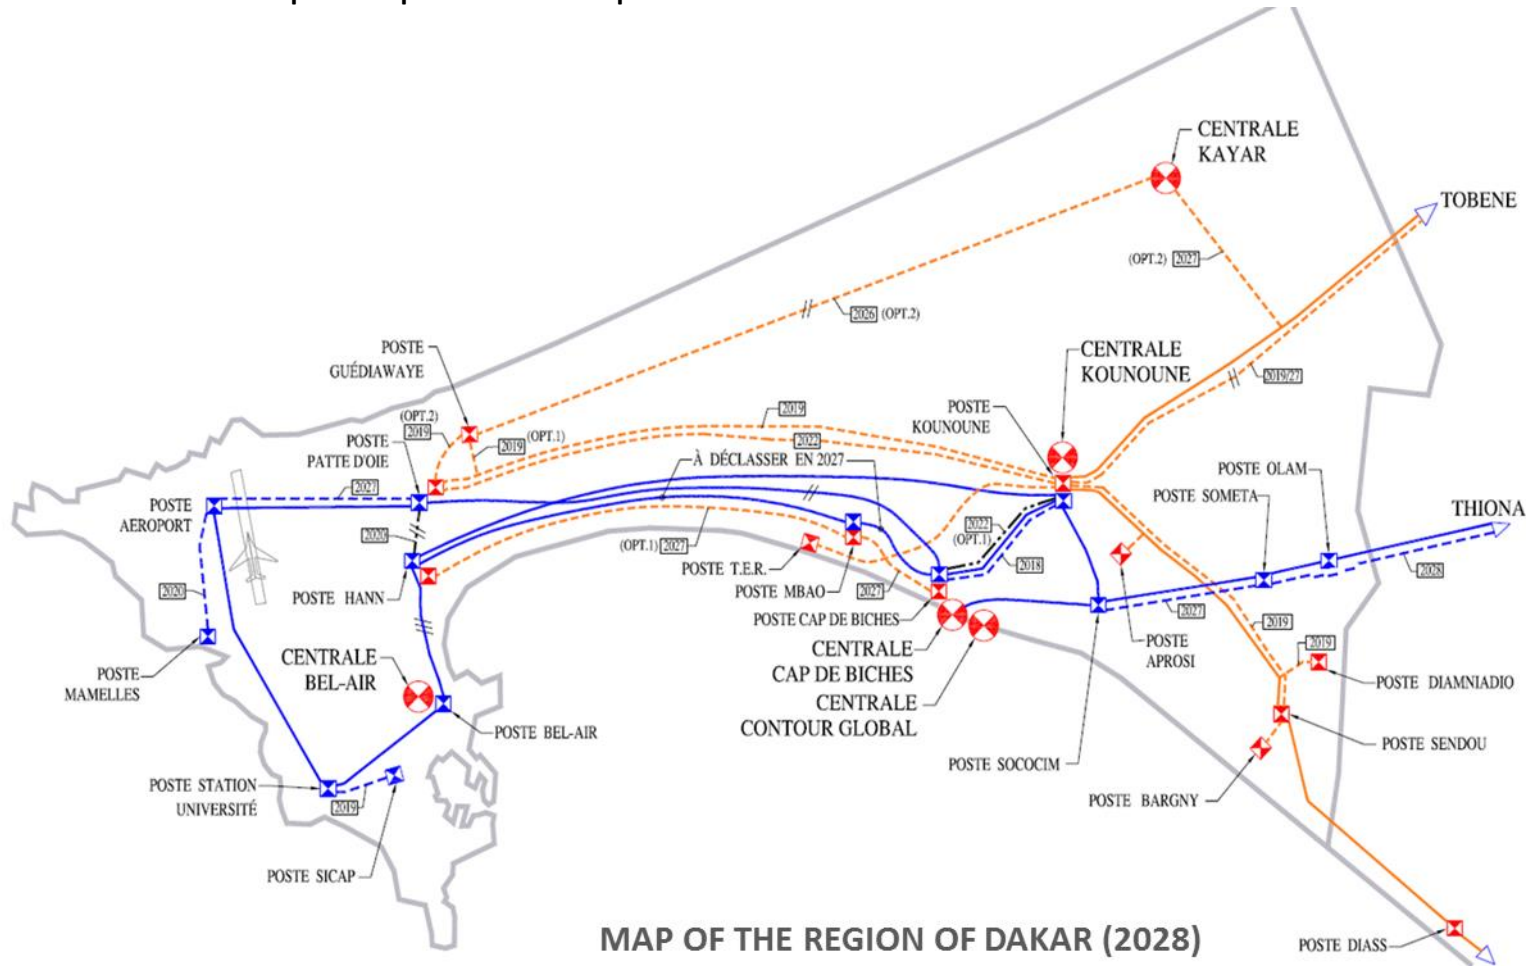 CENTRALE
KAYAR
TOBENE
(OPT.2) 2027
2026 (OPT.2)
POSTE
GUÉDIAWAYE
CENTRALE
KOUNOUNE
2019/27
(OPT.2)
2019
2019
(OPT.1)
2019
2022
POSTE
KOUNOUNE
POSTE
PATTE D'OIE
À DÉCLASSER EN 2027
POSTE OLAM
POSTE SOMETA
THIONA
2027
POSTE
AEROPORT
2020
(OPT.1) 2027
2022
(OPT.1)
2018
POSTE T.E.R.
POSTE MBAO
2027
2028
2020
POSTE HANN
POSTE CAP DE BICHES
2027
2019
2019
POSTE
MAMELLES
CENTRALE
BEL-AIR
CENTRALE
CAP DE BICHES
POSTE
APROSI
POSTE DIAMNIADIO
CENTRALE
CONTOUR GLOBAL
POSTE BEL-AIR
POSTE SENDOU
POSTE SOCOCIM
POSTE STATION
UNIVERSITÉ
2019
POSTE BARGNY
POSTE SICAP
MAP OF THE REGION OF DAKAR (2028)
POSTE DIASS